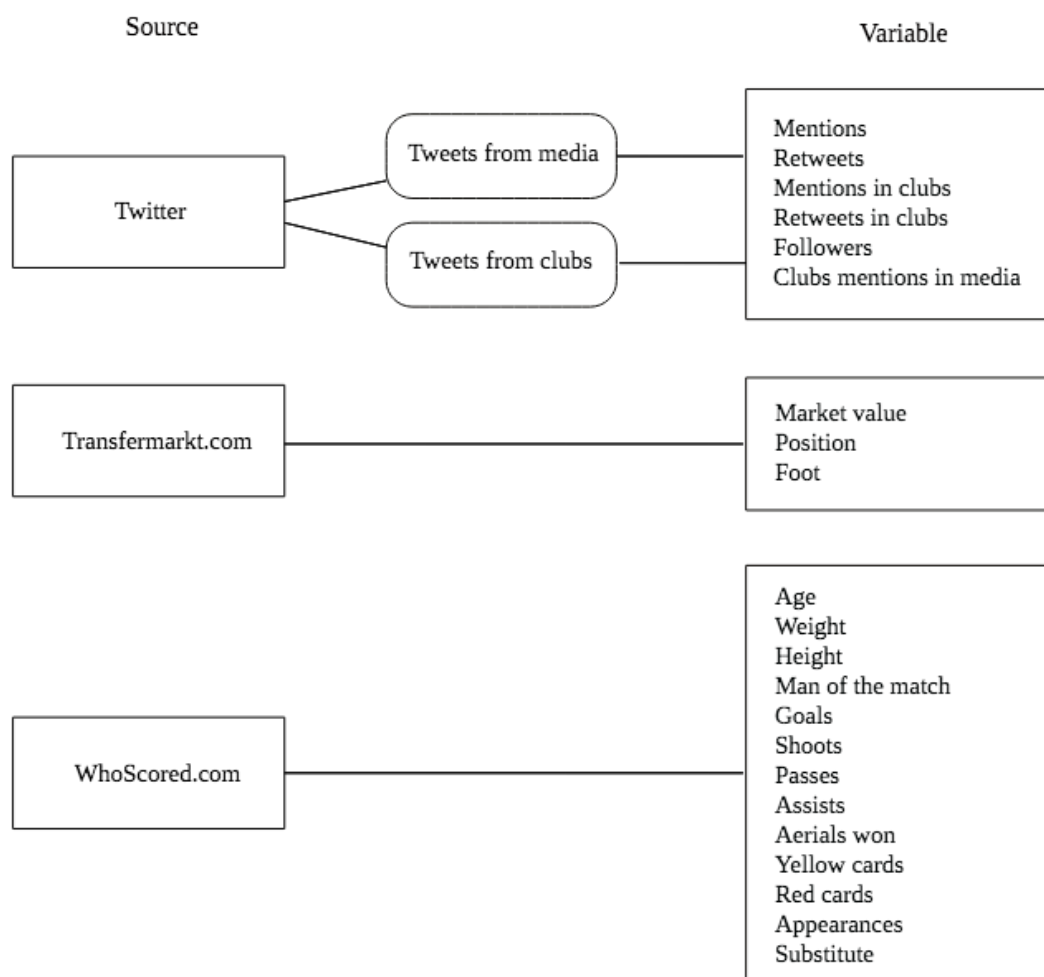 Source
Variable
Twitter
Tweets from media
Tweets from clubs
Mentions
Retweets
Mentions in clubs
Retweets in clubs
Followers
Clubs mentions in media
Transfermarkt.com
Market value
Position
Foot
WhoScored.com
Age
Weight
Height
Man of the match
Goals
Shoots
Passes
Assists
Aerials won
Yellow cards
Red cards
Appearances
Substitute